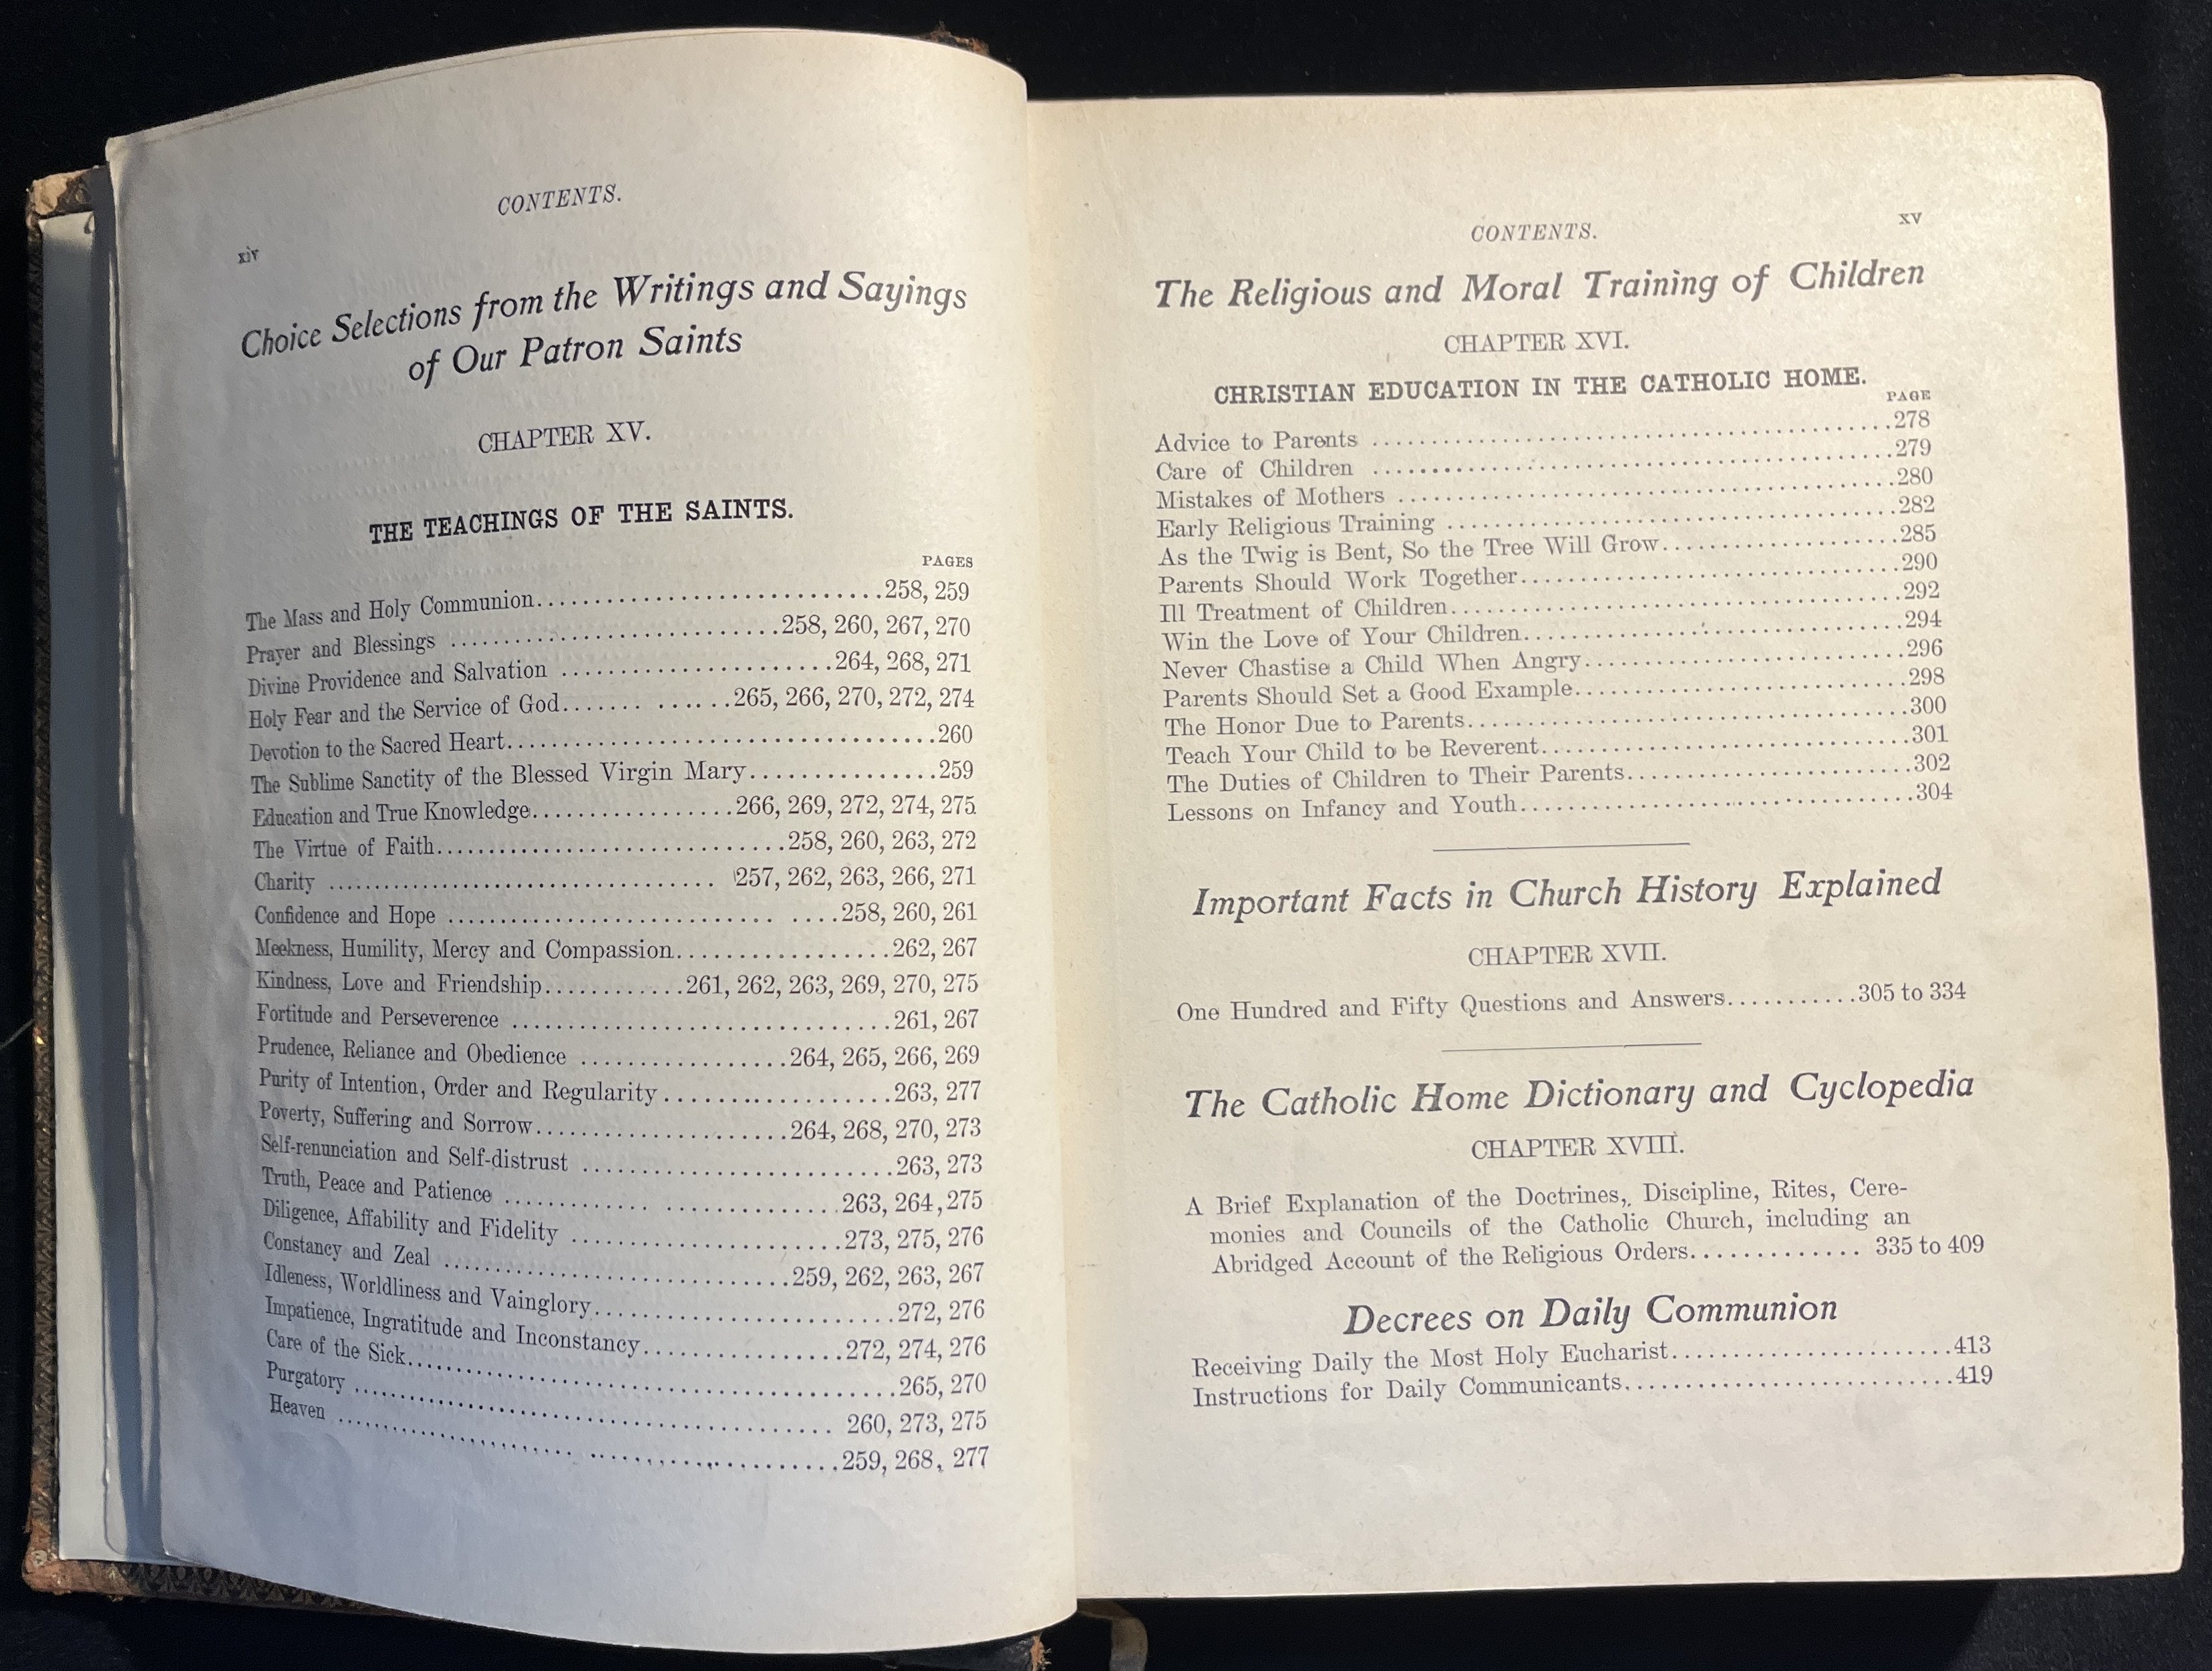 CONTENTS.
xiv
Choice Selections from the Writings and Sayings
of Our Patron Saints
CHAPTER XV.
THE TEACHINGS OF THE SAINTS.
PAGES
The Mass and Holy Communion..............................258, 259
Prayer and Blessings ............................258, 260, 267, 270
Divine Providence and Salvation .......................264, 268, 271
Holy Fear and the Service of God....... .......265, 266, 270, 272, 274
Devotion to the Sacred Heart.....................................260
The Sublime Sanctity of the Blessed Virgin Mary................259
Education and True Knowledge.................266, 269, 272, 274, 275
The Virtue of Faith..............................258, 260, 263, 272
Charity ................................. 257, 262, 263, 266, 271
Confidence and Hope ............................ ....258, 260, 261
Meekness, Humility, Mercy and Compassion..................262, 267
Kindness, Love and Friendship............261, 262, 263, 269, 270, 275
Fortitude and Perseverence ................................261, 267
Prudence, Reliance and Obedience ..................264, 265, 266, 269
Purity of Intention, Order and Regularity....................263, 277
Poverty, Suffering and Sorrow......................264, 268, 270, 273
Self-renunciation and Self-distrust ...........................263, 273
Truth, Peace and Patience ............ ...............263, 264, 275
Diligence, Affability and Fidelity .......................273, 275, 276
Constancy and Zeal ..............................259, 262, 263, 267
Idleness, Worldliness and Vainglory..........................272, 276
Impatience, Ingratitude and Inconstancy.................272, 274, 276
Care of the Sick..........................................265, 270
Purgatory ......................................... 260, 273, 275
Heaven .................... .....................259, 268, 277
CONTENTS.
xv
The Religious and Moral Training of Children
CHAPTER XVI.
CHRISTIAN EDUCATION IN THE CATHOLIC HOME.
PAGE
Advice to Parents .............................................278
Care of Children .............................................279
Mistakes of Mothers ...........................................280
Early Religious Training .......................................282
As the Twig is Bent, So the Tree Will Grow.....................285
Parents Should Work Together.................................290
Ill Treatment of Children.......................................292
Win the Love of Your Children.................................294
Never Chastise a Child When Angry............................296
Parents Should Set a Good Example............................298
The Honor Due to Parents......................................300
Teach Your Child to be Reverent................................301
The Duties of Children to Their Parents.........................302
Lessons on Infancy and Youth..................................304
Important Facts in Church History Explained
CHAPTER XVII.
One Hundred and Fifty Questions and Answers...........305 to 334
The Catholic Home Dictionary and Cyclopedia
CHAPTER XVIII.
A Brief Explanation of the Doctrines, Discipline, Rites, Cere-
monies and Councils of the Catholic Church, including an
Abridged Account of the Religious Orders............. 335 to 409
Decrees on Daily Communion
Receiving Daily the Most Holy Eucharist........................413
Instructions for Daily Communicants............................419